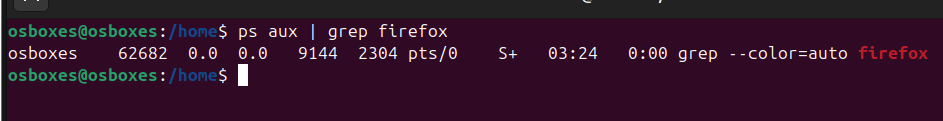 osboxes@osboxes:/home$ ps aux | grep firefox
osboxes    62682  0.0  0.0   9144  2304 pts/0    S+   03:24   0:00 grep --color=auto firefox
osboxes@osboxes:/home$